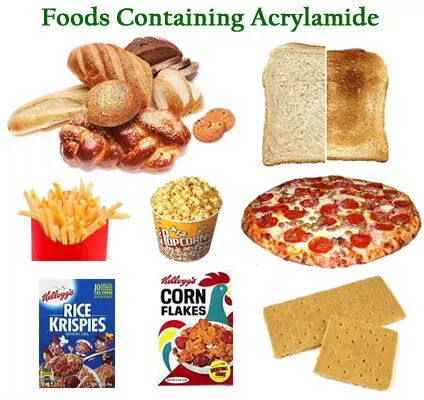 Foods Containing Acrylamide
POPCORN
Kellogg's
RICE
KRISPIES
Kellogg's
CORN
FLAKES